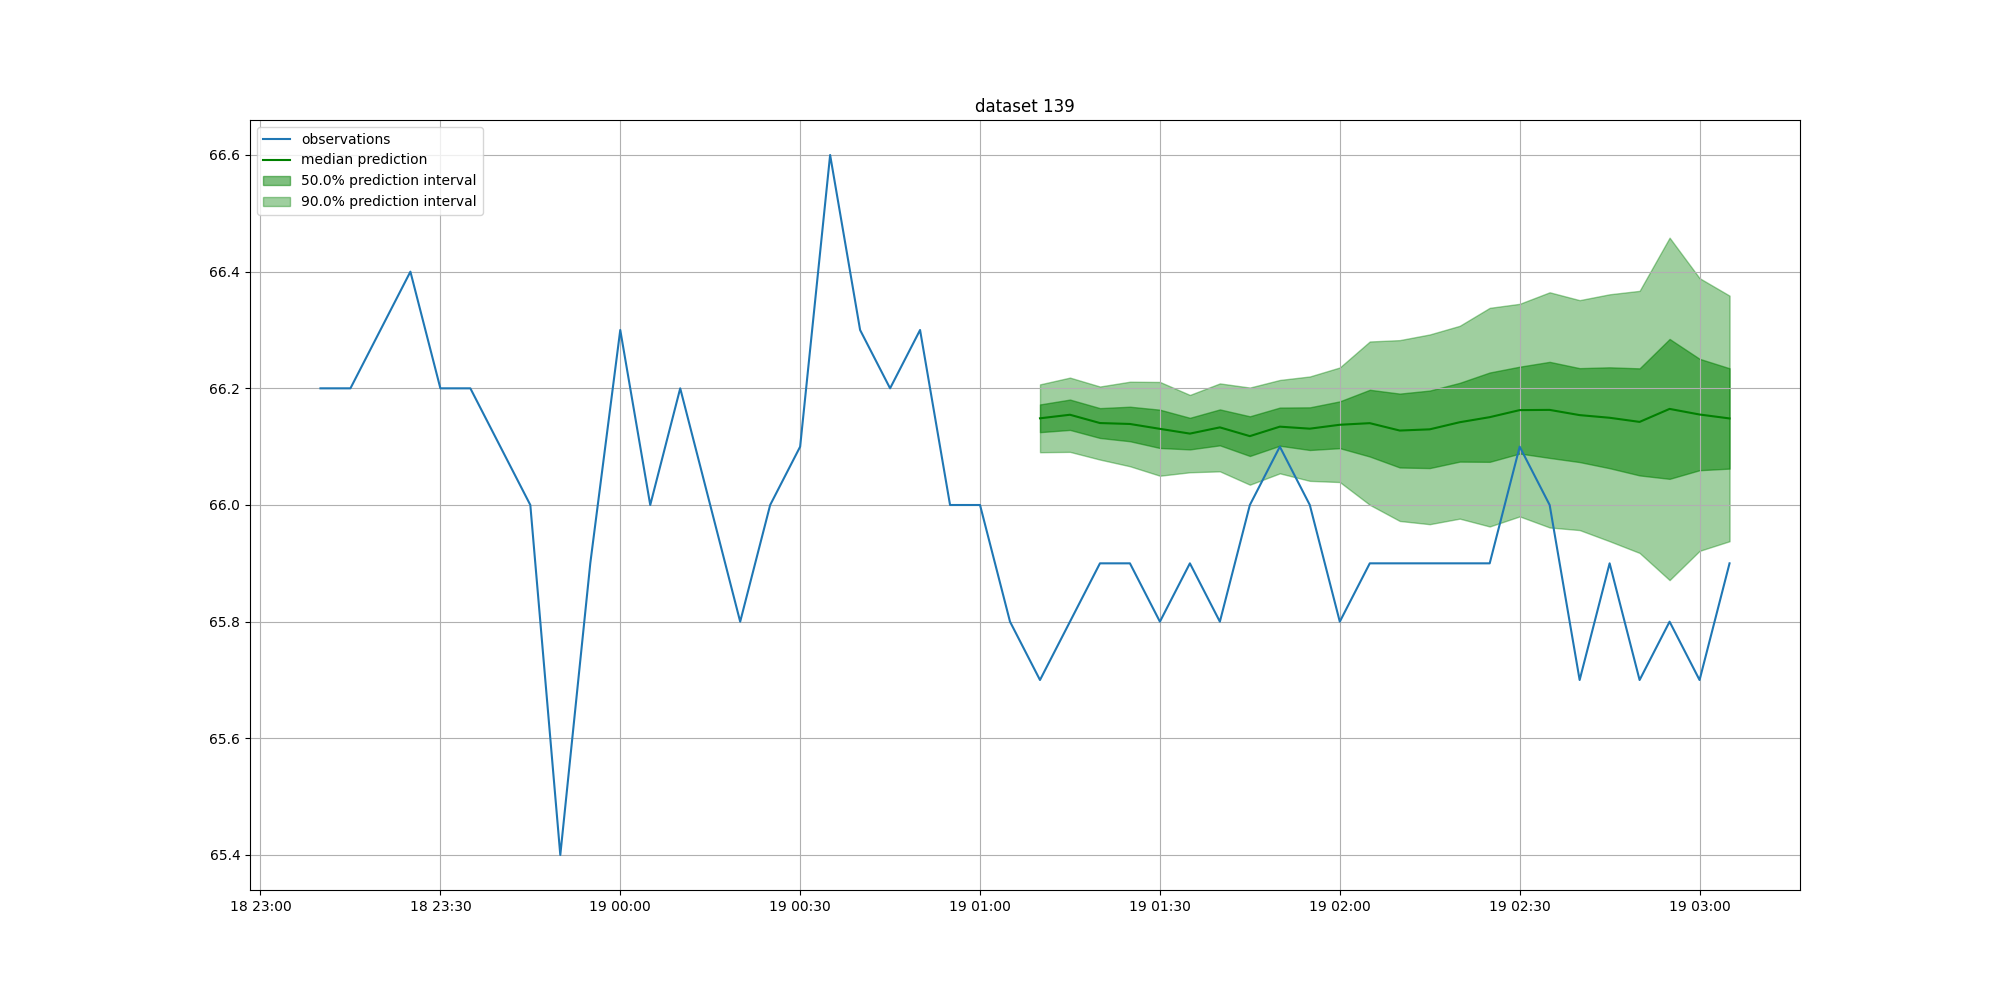 dataset 139
observations
median prediction
50.0% prediction interval
90.0% prediction interval
66.6
66.4
66.2
66.0
65.8
65.6
65.4
18 23:00 18 23:30 19 00:00 19 00:30 19 01:00 19 01:30 19 02:00 19 02:30 19 03:00